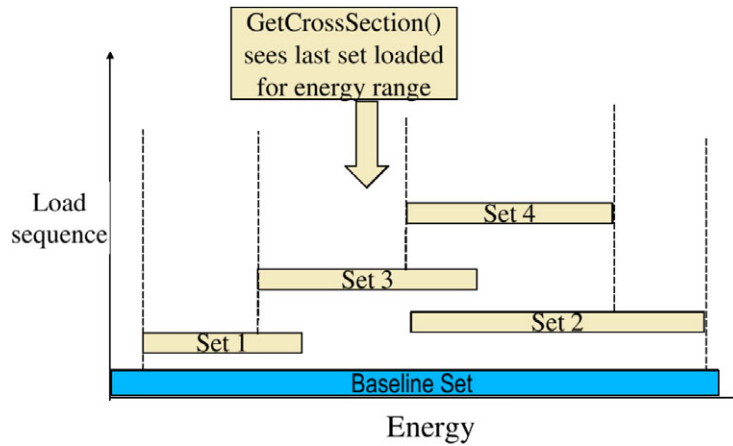 GetCrossSection()
sees last set loaded
for energy range
Load
sequence
Set 4
Set 3
Set 2
Set 1
Baseline Set
Energy